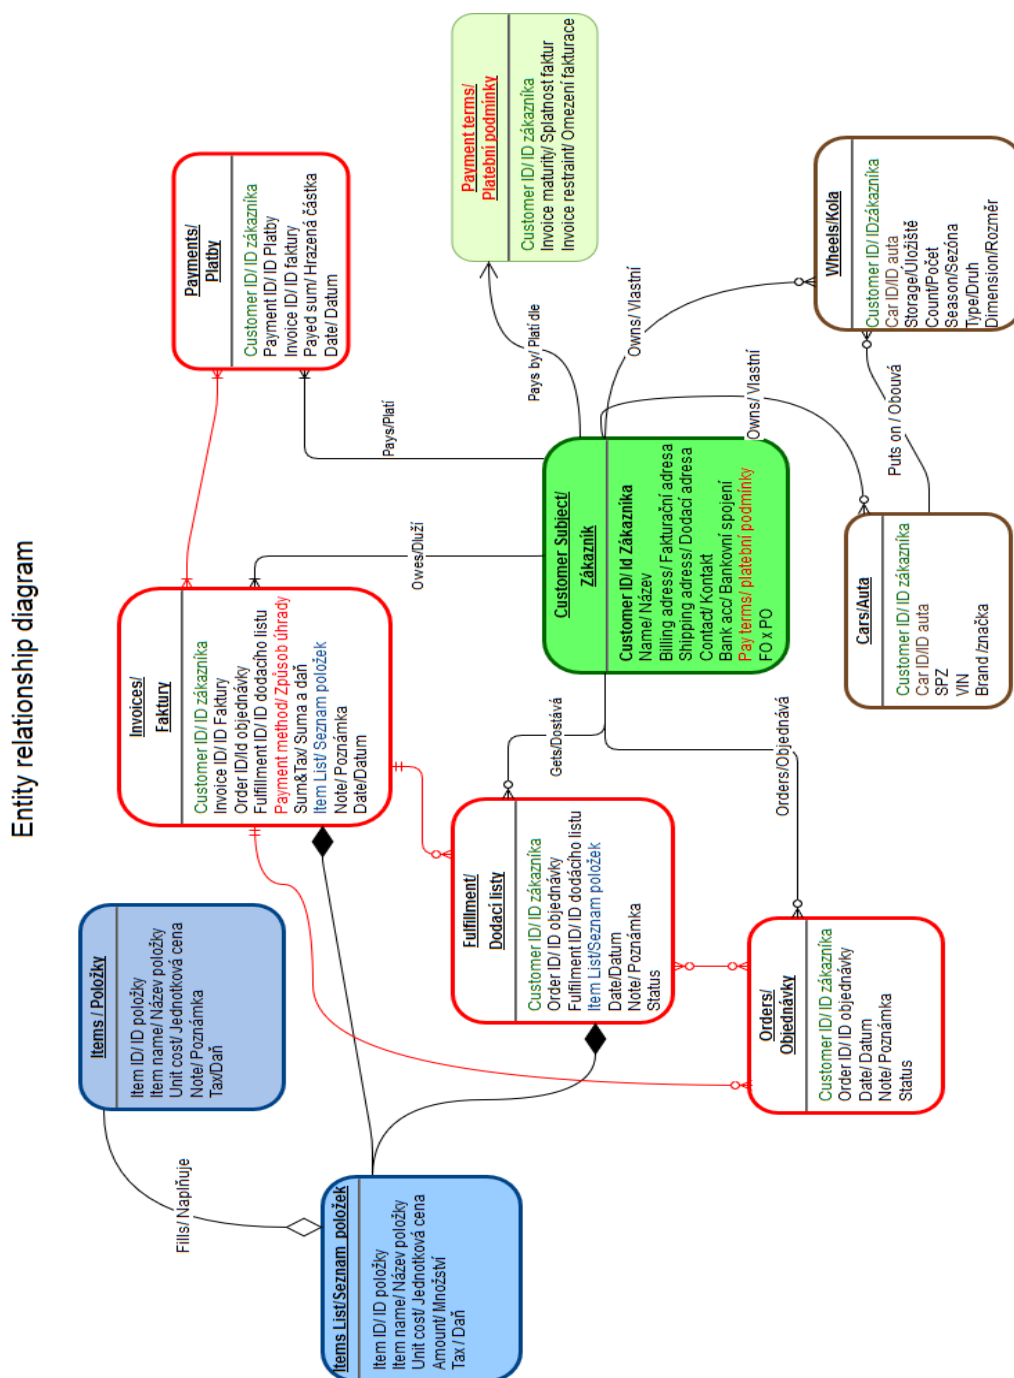 Entity relationship diagram
Items List/Seznam položek
Item ID/ ID položky
Item name/ Název položky
Unit cost/ Jednotková cena
Amount/ Množství
Tax / Daň
Fills/ Naplňuje
Items / Položky
Item ID/ ID položky
Item name/ Název položky
Unit cost/ Jednotková cena
Note/ Poznámka
Tax/Daň
Invoices/
Faktury
Customer ID/ ID zákazníka
Invoice ID/ ID Faktury
Order ID/Id objednávky
Fulfillment ID/ ID dodacího listu
Payment method/ Způsob úhrady
Sum&Tax/ Suma a daň
Item List/ Seznam položek
Note/ Poznámka
Date/Datum
Payments/
Platby
Customer ID/ ID zákazníka
Payment ID/ ID Platby
Invoice ID/ ID faktury
Payed sum/ Hrazená částka
Date/ Datum
Owes/Dluží
Pays/Platí
Payment terms/
Platební podmínky
Customer ID/ ID zákazníka
Invoice maturity/ Splatnost faktur
Invoice restraint/ Omezení fakturace
Pays by/ Platí dle
Fulfillment/
Dodací listy
Customer ID/ ID zákazníka
Order ID/ ID objednávky
Fulfilment ID/ ID dodácího listu
Item List/Seznam položek
Date/Datum
Note/ Poznámka
Status
Gets/Dostává
Customer Subject/
Zákazník
Customer ID/ Id Zákazníka
Name/ Název
Billing adress/ Fakturační adresa
Shipping adress/ Dodací adresa
Contact/ Kontakt
Bank acc/ Bankovní spojení
Pay terms/ platební podmínky
FO x PO
Owns/ Vlastní
Owns/ Vlastní
Orders/Objednává
Orders/
Objednávky
Customer ID/ ID zákazníka
Order ID/ ID objednávky
Date/ Datum
Note/ Poznámka
Status
Cars/Auta
Customer ID/ ID zákazníka
Car ID/ID auta
SPZ
VIN
Brand /značka
Puts on / Obouvá
Wheels/Kola
Customer ID/ IDzákazníka
Car ID/ID auta
Storage/Úložiště
Count/Počet
Season/Sezóna
Type/Druh
Dimension/Rozměr